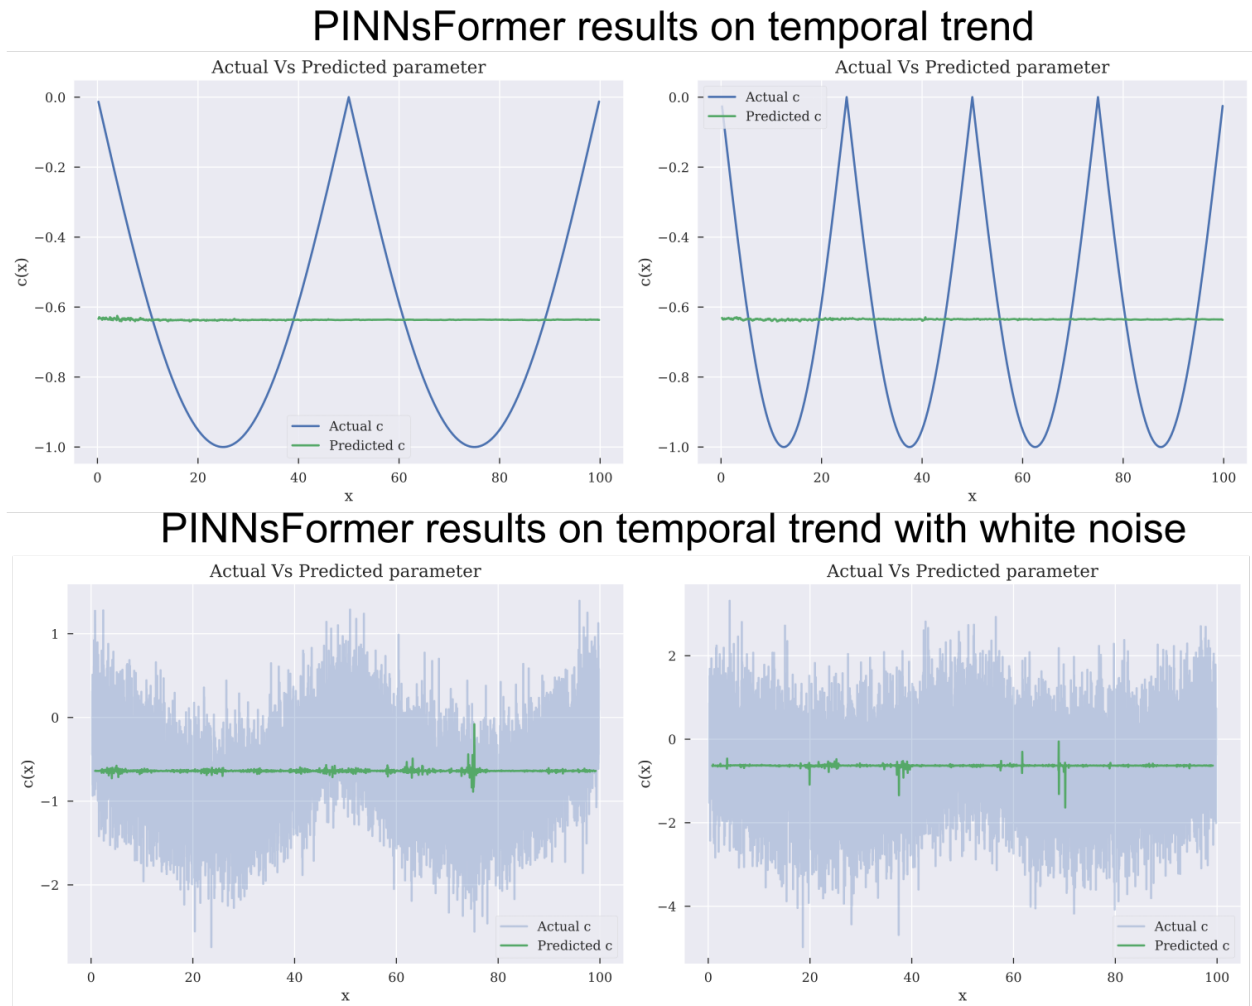 PINNsFormer results on temporal trend
Actual Vs Predicted parameter
0.0
−0.2
−0.4
−0.6
−0.8
−1.0
c(x)
Actual c
Predicted c
0 20 40 60 80 100
x
Actual Vs Predicted parameter
Actual c
Predicted c
0.0
−0.2
−0.4
−0.6
−0.8
−1.0
c(x)
0 20 40 60 80 100
x
PINNsFormer results on temporal trend with white noise
Actual Vs Predicted parameter
1
0
−1
−2
c(x)
Actual c
Predicted c
0 20 40 60 80 100
x
Actual Vs Predicted parameter
2
0
−2
−4
c(x)
Actual c
Predicted c
0 20 40 60 80 100
x